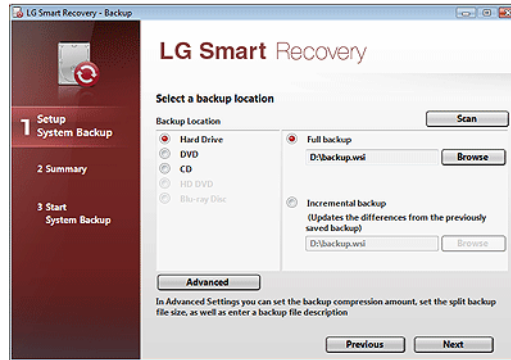 LG Smart Recovery - Backup
LG Smart Recovery
1 Setup
System Backup
2 Summary
3 Start
System Backup
Select a backup location
Backup Location
Scan
Hard Drive
DVD
CD
HD DVD
Blu-ray Disc
Full backup
D:\backup.wsi
Browse
Incremental backup
(Updates the differences from the previously
saved backup)
D:\backup.wsi
Browse
Advanced
In Advanced Settings you can set the backup compression amount, set the split backup
file size, as well as enter a backup file description
Previous
Next